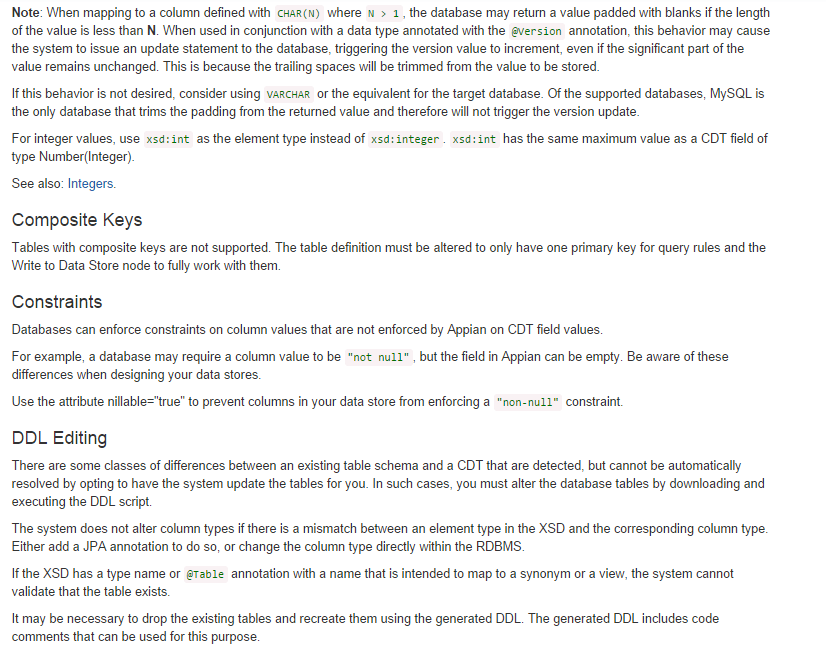 Note: When mapping to a column defined with CHAR(N) where N > 1, the database may return a value padded with blanks if the length
of the value is less than N. When used in conjunction with a data type annotated with the @Version annotation, this behavior may cause
the system to issue an update statement to the database, triggering the version value to increment, even if the significant part of the
value remains unchanged. This is because the trailing spaces will be trimmed from the value to be stored.
If this behavior is not desired, consider using VARCHAR or the equivalent for the target database. Of the supported databases, MySQL is
the only database that trims the padding from the returned value and therefore will not trigger the version update.
For integer values, use xsd:int as the element type instead of xsd:integer. xsd:int has the same maximum value as a CDT field of
type Number(Integer).
See also: Integers.
Composite Keys
Tables with composite keys are not supported. The table definition must be altered to only have one primary key for query rules and the
Write to Data Store node to fully work with them.
Constraints
Databases can enforce constraints on column values that are not enforced by Appian on CDT field values.
For example, a database may require a column value to be "not null", but the field in Appian can be empty. Be aware of these
differences when designing your data stores.
Use the attribute nillable="true" to prevent columns in your data store from enforcing a "non-null" constraint.
DDL Editing
There are some classes of differences between an existing table schema and a CDT that are detected, but cannot be automatically
resolved by opting to have the system update the tables for you. In such cases, you must alter the database tables by downloading and
executing the DDL script.
The system does not alter column types if there is a mismatch between an element type in the XSD and the corresponding column type.
Either add a JPA annotation to do so, or change the column type directly within the RDBMS.
If the XSD has a type name or @Table annotation with a name that is intended to map to a synonym or a view, the system cannot
validate that the table exists.
It may be necessary to drop the existing tables and recreate them using the generated DDL. The generated DDL includes code
comments that can be used for this purpose.